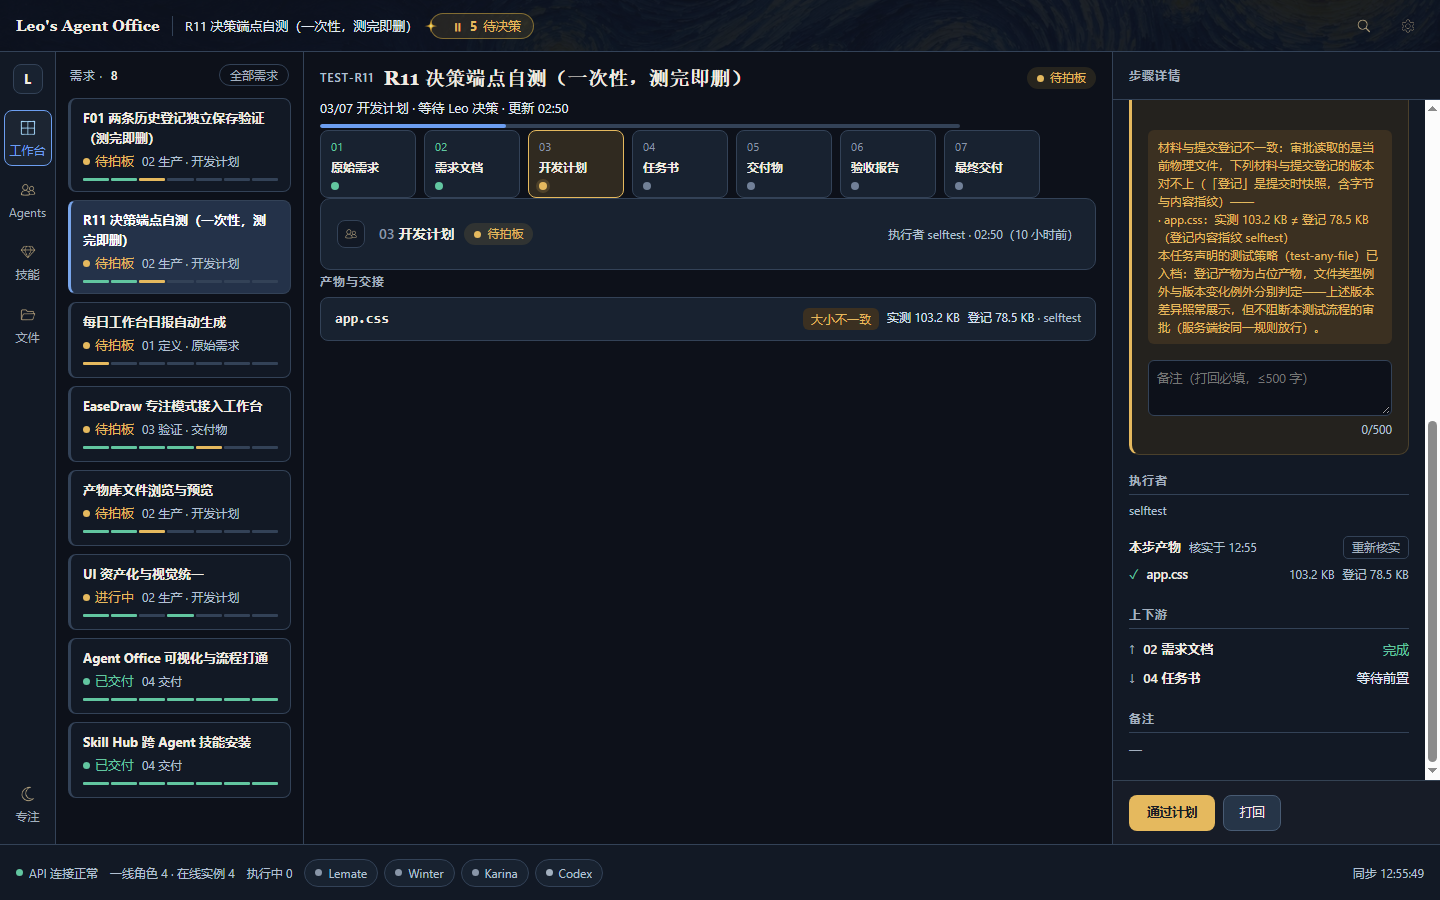 Leo's Agent Office
R11 决策端点自测（一次性，测完即删）
5 待决策
L
工作台
Agents
技能
文件
专注
需求 · 8
全部需求
F01 两条历史登记独立保存验证
（测完即删）
待拍板 02 生产 · 开发计划
R11 决策端点自测（一次性，测
完即删）
待拍板 02 生产 · 开发计划
每日工作台日报自动生成
待拍板 01 定义 · 原始需求
EaseDraw 专注模式接入工作台
待拍板 03 验证 · 交付物
产物库文件浏览与预览
待拍板 02 生产 · 开发计划
UI 资产化与视觉统一
进行中 02 生产 · 开发计划
Agent Office 可视化与流程打通
已交付 04 交付
Skill Hub 跨 Agent 技能安装
已交付 04 交付
TEST-R11 R11 决策端点自测（一次性，测完即删）
待拍板
03/07 开发计划 · 等待 Leo 决策 · 更新 02:50
01
原始需求
02
需求文档
03
开发计划
04
任务书
05
交付物
06
验收报告
07
最终交付
03 开发计划 待拍板
执行者 selftest · 02:50（10 小时前）
产物与交接
app.css
大小不一致 实测 103.2 KB 登记 78.5 KB · selftest
步骤详情
材料与提交登记不一致：审批读取的是当
前物理文件，下列材料与提交登记的版本
对不上（「登记」是提交时快照，含字节
与内容指纹）——
· app.css：实测 103.2 KB ≠ 登记 78.5 KB
（登记内容指纹 selftest）
本任务声明的测试策略（test-any-file）已
入档：登记产物为占位产物，文件类型例
外与版本变化例外分别判定——上述版本
差异照常展示，但不阻断本测试流程的审
批（服务端按同一规则放行）。
备注（打回必填，≤500 字）
0/500
执行者
selftest
本步产物 核实于 12:55
重新核实
✓ app.css 103.2 KB 登记 78.5 KB
上下游
↑ 02 需求文档 完成
↓ 04 任务书 等待前置
备注
—
通过计划
打回
API 连接正常 一线角色 4 · 在线实例 4 执行中 0
Lemate
Winter
Karina
Codex
同步 12:55:49